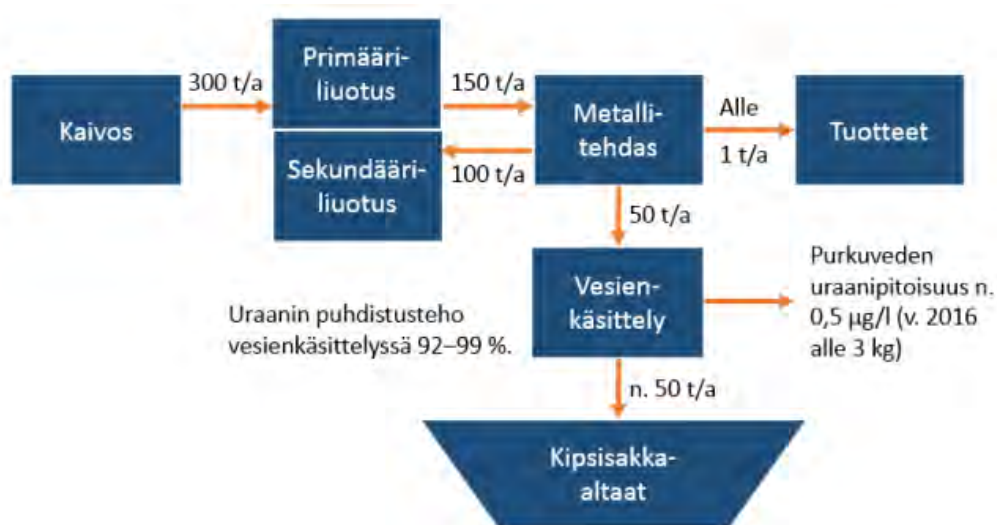 Kaivos
300 t/a
Primääri-
liuotus
Sekundääri-
liuotus
150 t/a
100 t/a
Metalli-
tehdas
Alle
1 t/a
Tuotteet
50 t/a
Vesien-
käsittely
Purkuveden
uraanipitoisuus n.
0,5 µg/l (v. 2016
alle 3 kg)
Uraanin puhdistusteho
vesienkäsittelyssä 92–99 %.
n. 50 t/a
Kipsisakka-
altaat